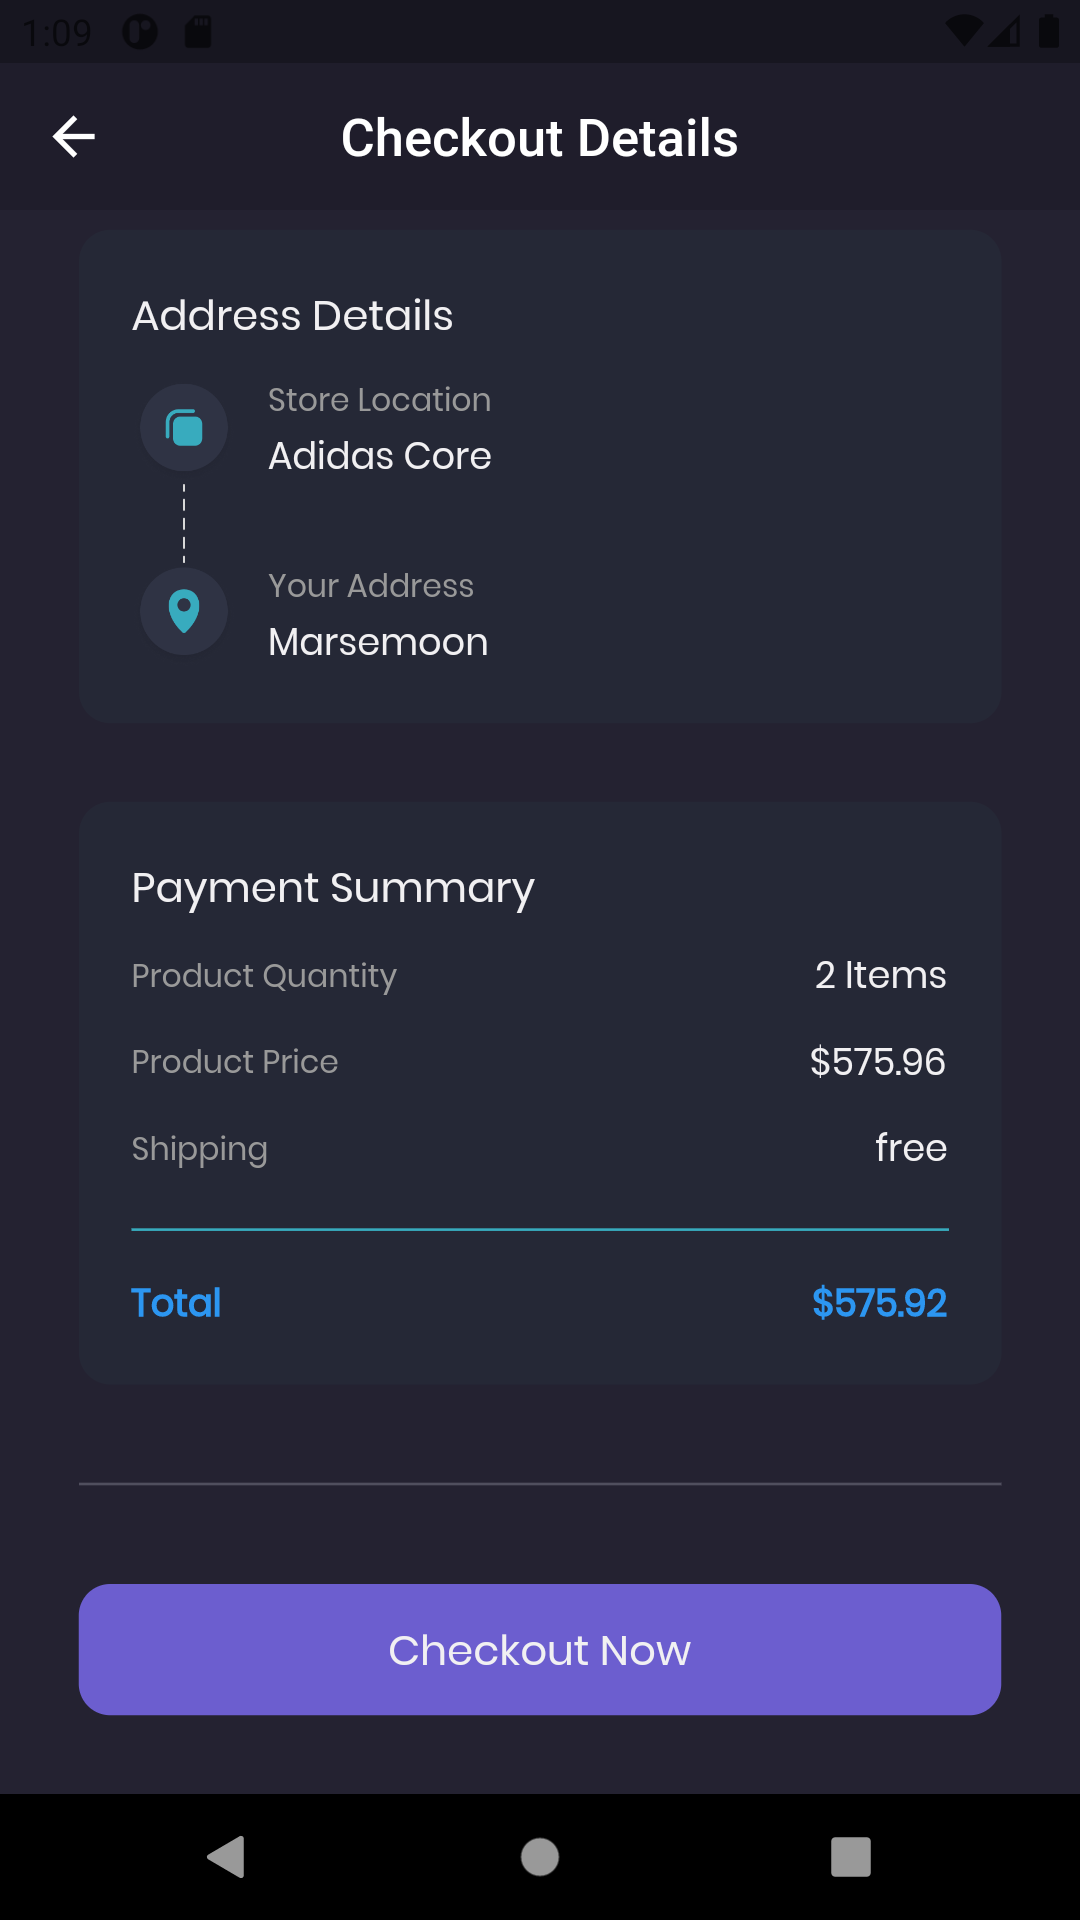 1:09
Checkout Details
Address Details
Store Location
Adidas Core
Your Address
Marsemoon
Payment Summary
Product Quantity 2 Items
Product Price $575.96
Shipping free
Total $575.92
Checkout Now